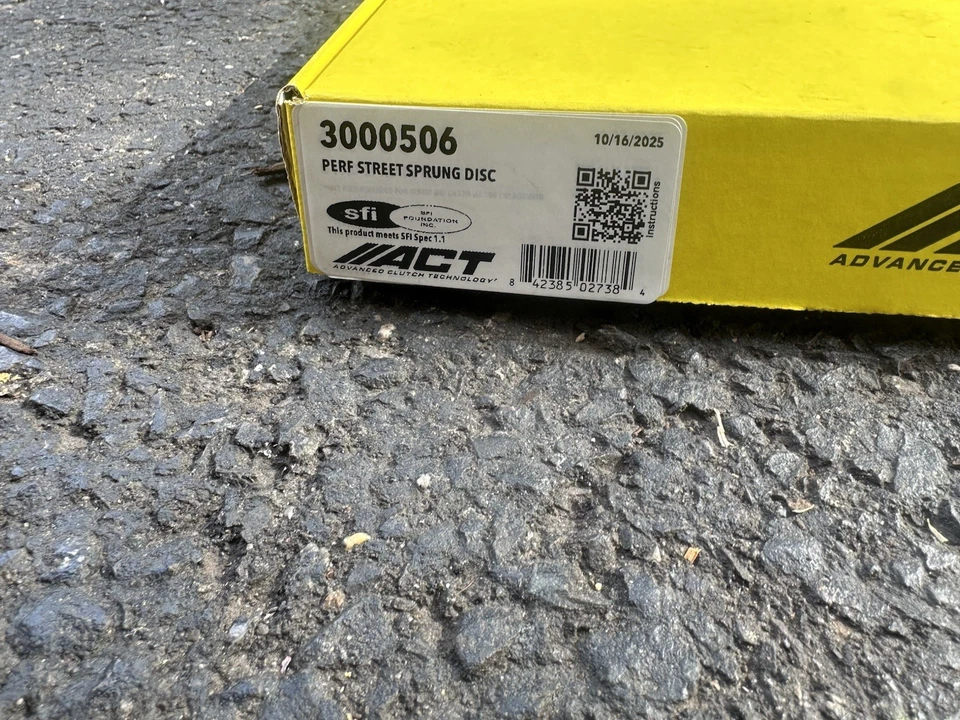 3000506
10/16/2025
PERF STREET SPRUNG DISC
sfi
SFI
FOUNDATION
INC.
This product meets SFI Spec 1.1
ACT
ADVANCED CLUTCH TECHNOLOGY
Instructions
8 42385 02738 4
ADVANCE